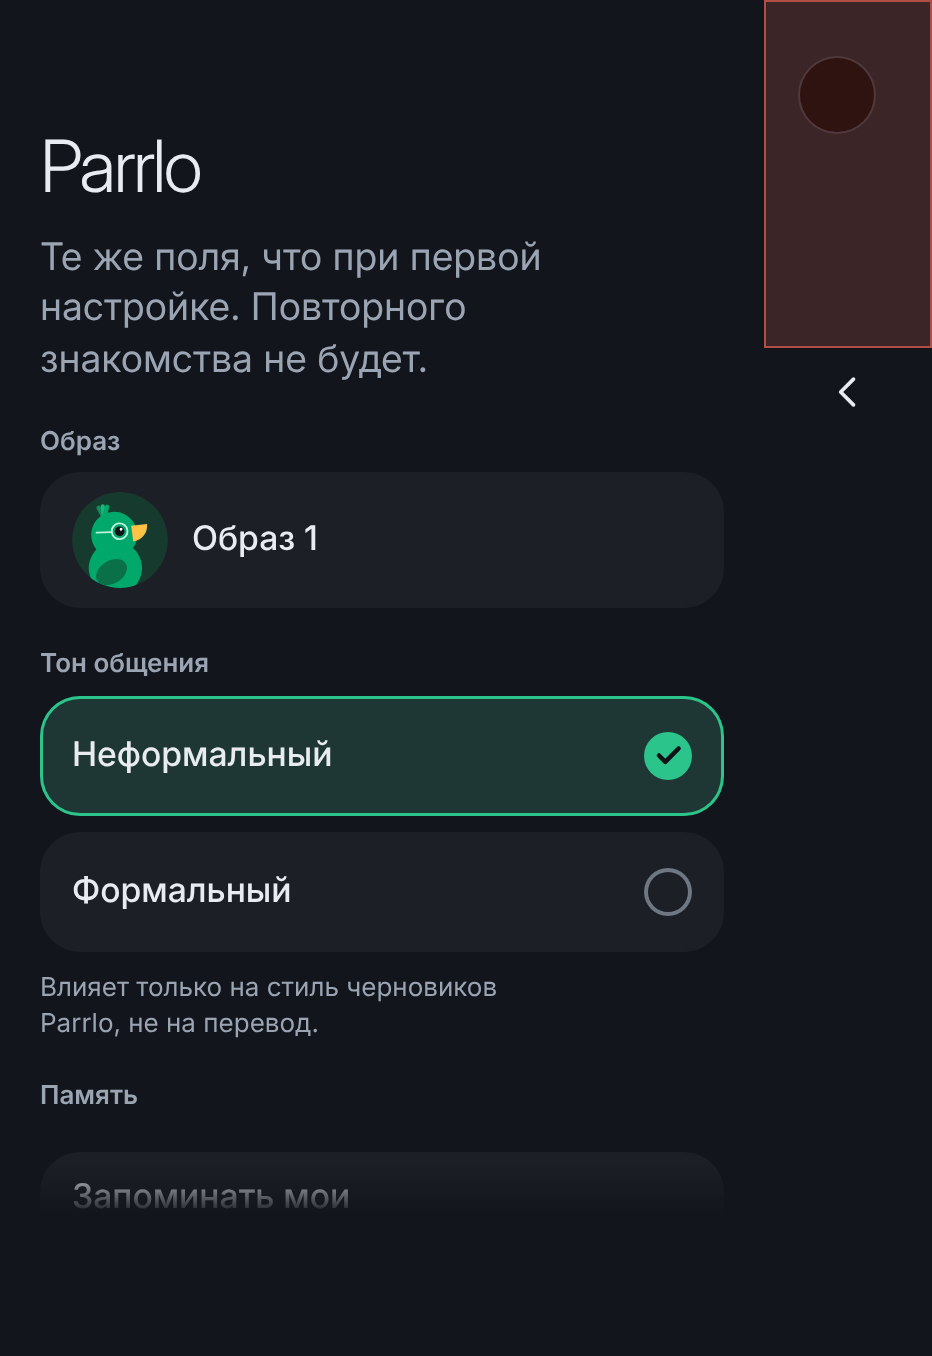 Parrlo
Те же поля, что при первой
настройке. Повторного
знакомства не будет.
Образ
Образ 1
Тон общения
Неформальный
Формальный
Влияет только на стиль черновиков
Parrlo, не на перевод.
Память
Запоминать мои